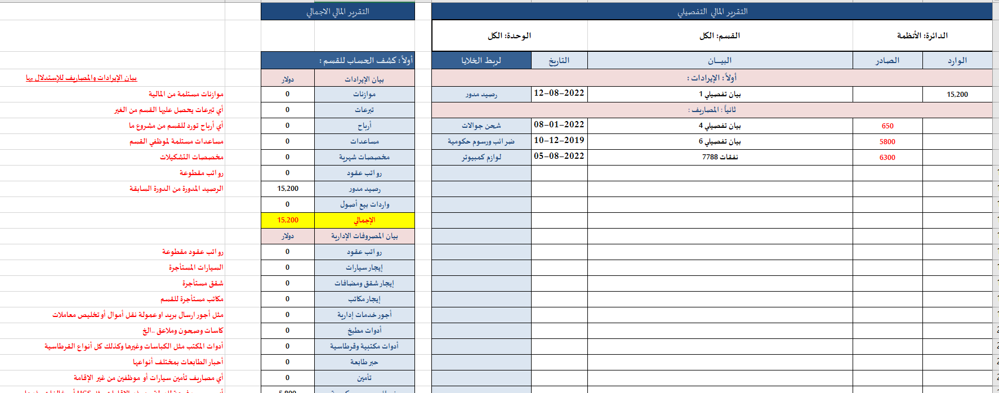 التقرير المالي التفصيلي
الدائرة: الأنظمة القسم: الكل الوحدة: الكل
الوارد الصادر البيـــان التاريخ لربط الخلايا
أولاً: الإيرادات :
15,200 بيان تفصيلي 1 12-08-2022 رصيد مدور
ثانياً: المصاريف :
650 بيان تفصيلي 4 08-01-2022 شحن جوالات
5800 بيان تفصيلي 6 10-12-2019 ضرائب ورسوم حكومية
6300 نفقات 7788 05-08-2022 لوازم كمبيوتر
التقرير المالي الاجمالي
أولاً: كشف الحساب للقسم :
بيان الإيرادات دولار بيان الإيرادات والمصاريف للإستدلال بها
موازنات 0 موازنات مستلمة من المالية
تبرعات 0 أي تبرعات يحصل عليها القسم من الغير
أرباح 0 أي أرباح تورد للقسم من مشروع ما
مساعدات 0 مساعدات مستلمة لموظفي القسم
مخصصات شهرية 0 مخصصات التشكيلات
رواتب عقود 0 رواتب مقطوعة
رصيد مدور 15,200 الرصيد المدورة من الدورة السابقة
واردات بيع أصول 0
الإجمالي 15,200
بيان المصروفات الإدارية دولار
رواتب عقود 0 رواتب عقود مقطوعة
إيجار سيارات 0 السيارات المستأجرة
إيجار شقق ومضافات 0 شقق مستأجرة
إيجار مكاتب 0 مكاتب مستأجرة للقسم
أجور خدمات إدارية 0 مثل أجور ارسال بريد او عمولة نقل أموال أو تخليص معاملات
أدوات مطبخ 0 كاسات وصحون وملاعق ..الخ
أدوات مكتبية وقرطاسية 0 أدوات المكتب مثل الكباسات وغيرها وكذلك كل أنواع القرطاسية
حبر طابعة 0 أحبار الطابعات بمختلف أنواعها
تأمين 0 أي مصاريف تأمين سيارات أو موظفين من غير الإقامة
5,800